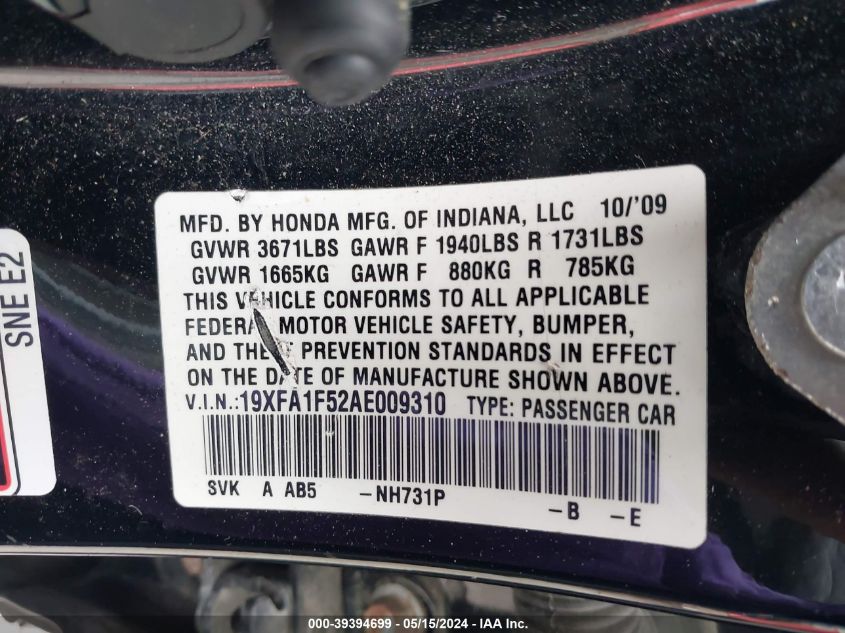 MFD. BY HONDA MFG. OF INDIANA, LLC 10/'09
GVWR 3671LBS GAWR F 1940LBS R 1731LBS
GVWR 1665KG GAWR F 880KG R 785KG
THIS VEHICLE CONFORMS TO ALL APPLICABLE
FEDERAL MOTOR VEHICLE SAFETY, BUMPER,
AND THEFT PREVENTION STANDARDS IN EFFECT
ON THE DATE OF MANUFACTURE SHOWN ABOVE.
V.I.N.:19XFA1F52AE009310 TYPE: PASSENGER CAR
SVK A AB5 -NH731P -B -E
SNE E2
000-39394699 - 05/15/2024 - IAA Inc.